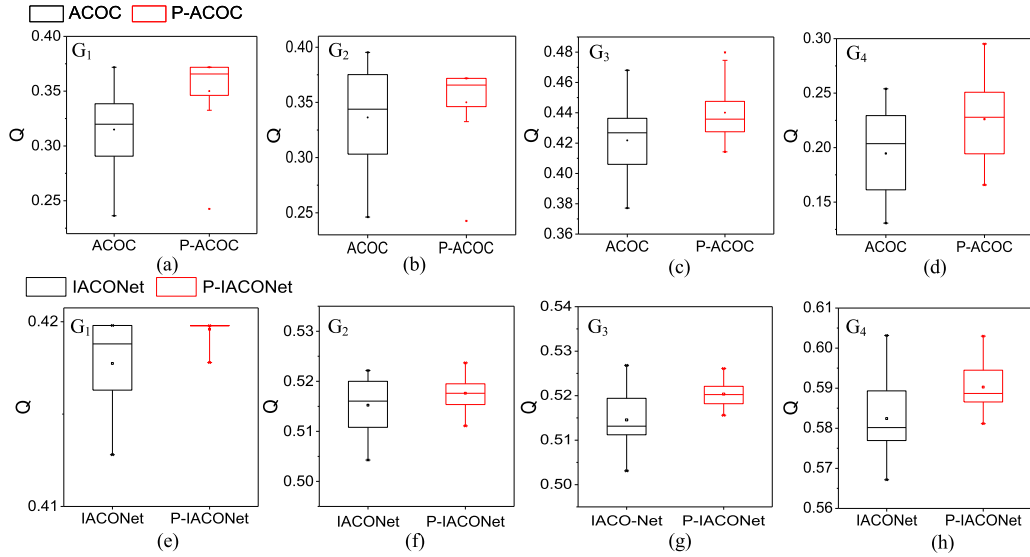 ACOC P-ACOC
G1
Q
0.40
0.35
0.30
0.25
ACOC P-ACOC
(a)
G2
Q
0.40
0.35
0.30
0.25
ACOC P-ACOC
(b)
G3
Q
0.48
0.46
0.44
0.42
0.40
0.38
0.36
ACOC P-ACOC
(c)
G4
Q
0.30
0.25
0.20
0.15
ACOC P-ACOC
(d)
IACONet P-IACONet
G1
Q
0.42
0.41
IACONet P-IACONet
(e)
G2
Q
0.53
0.52
0.51
0.50
IACONet P-IACONet
(f)
G3
Q
0.54
0.53
0.52
0.51
0.50
IACO-Net P-IACONet
(g)
G4
Q
0.61
0.60
0.59
0.58
0.57
0.56
IACONet P-IACONet
(h)